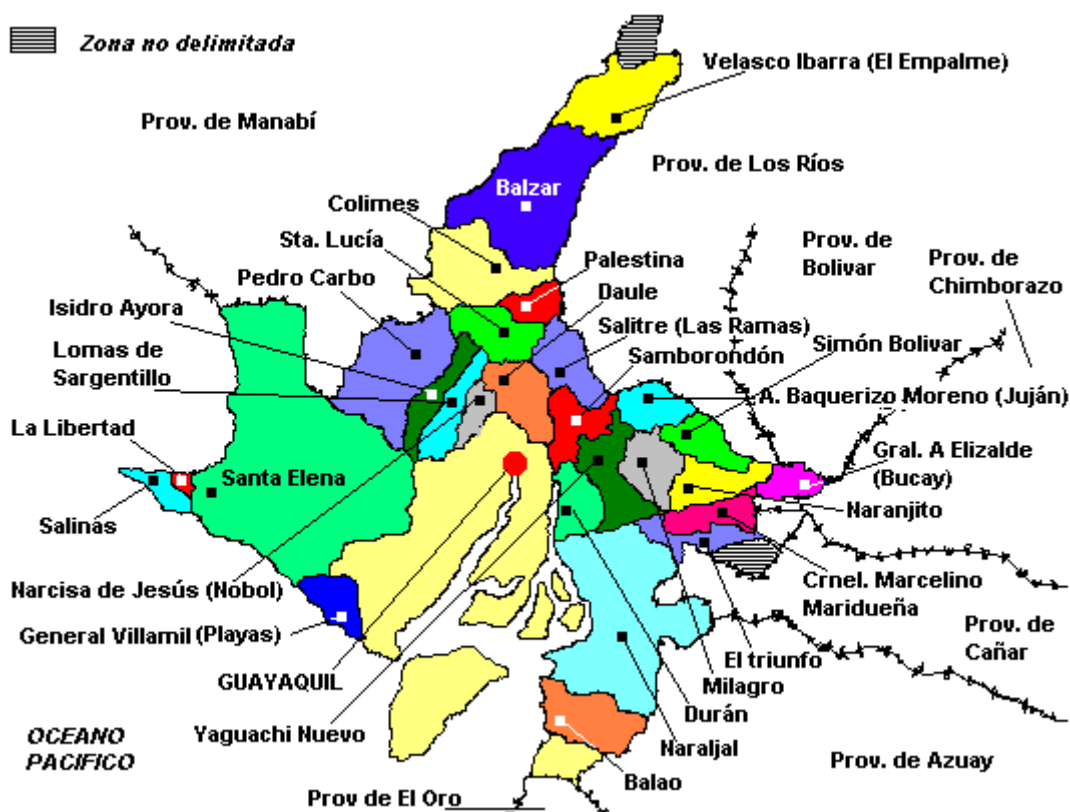 Zona no delimitada
Velasco Ibarra (El Empalme)
Prov. de Manabí
Prov. de Los Ríos
Balzar
Colimes
Sta. Lucía
Prov. de
Bolivar
Prov. de
Chimborazo
Pedro Carbo
Palestina
Daule
Isidro Ayora
Salitre (Las Ramas)
Simón Bolivar
Lomas de
Sargentillo
Samborondón
A. Baquerizo Moreno (Juján)
La Libertad
Santa Elena
Gral. A Elizalde
(Bucay)
Salinas
Naranjito
Narcisa de Jesús (Nobol)
Crnel. Marcelino
Maridueña
General Villamil (Playas)
Prov. de
Cañar
El triunfo
GUAYAQUIL
Milagro
Durán
Yaguachi Nuevo
OCEANO
PACIFICO
Naraljal
Balao
Prov. de Azuay
Prov de El Oro